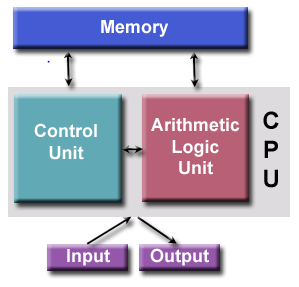 Memory
Control
Unit
Arithmetic
Logic
Unit
C
P
U
Input
Output